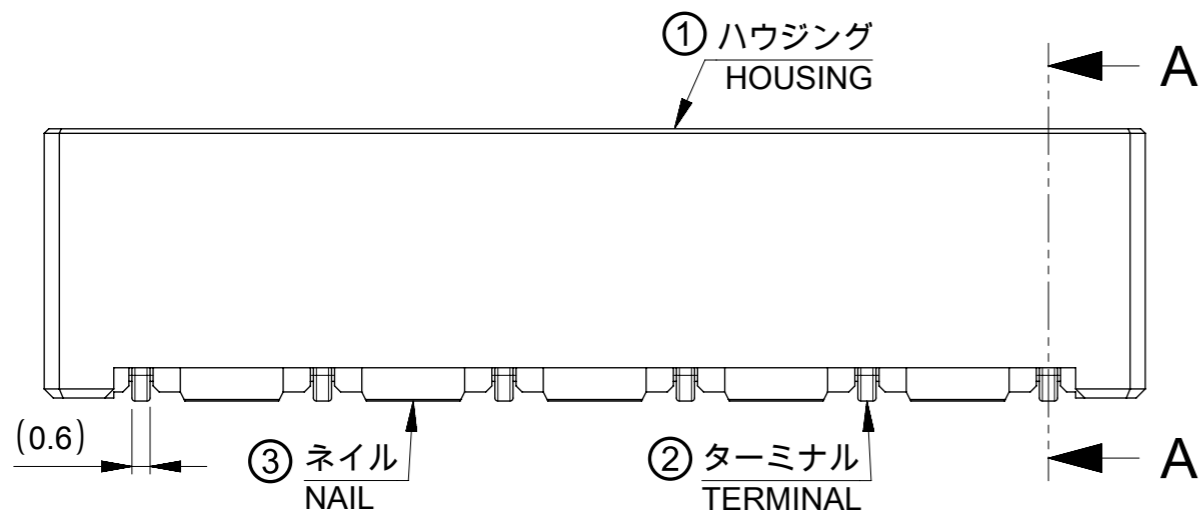 ① ハウジング
HOUSING
A
(0.6)
③ ネイル
NAIL
② ターミナル
TERMINAL
A